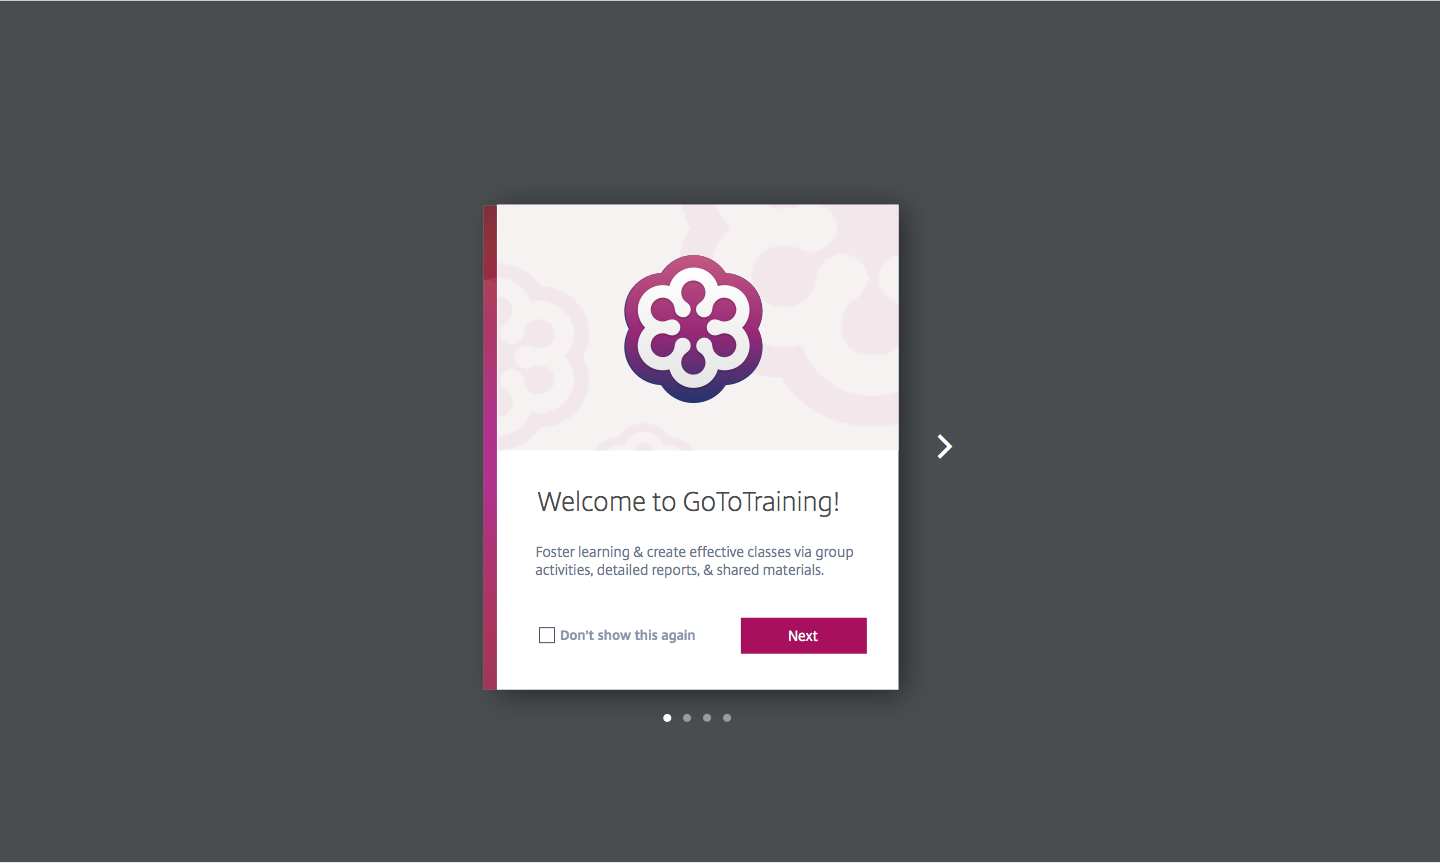 Welcome to GoToTraining!
Foster learning & create effective classes via group
activities, detailed reports, & shared materials.
Don't show this again
Next